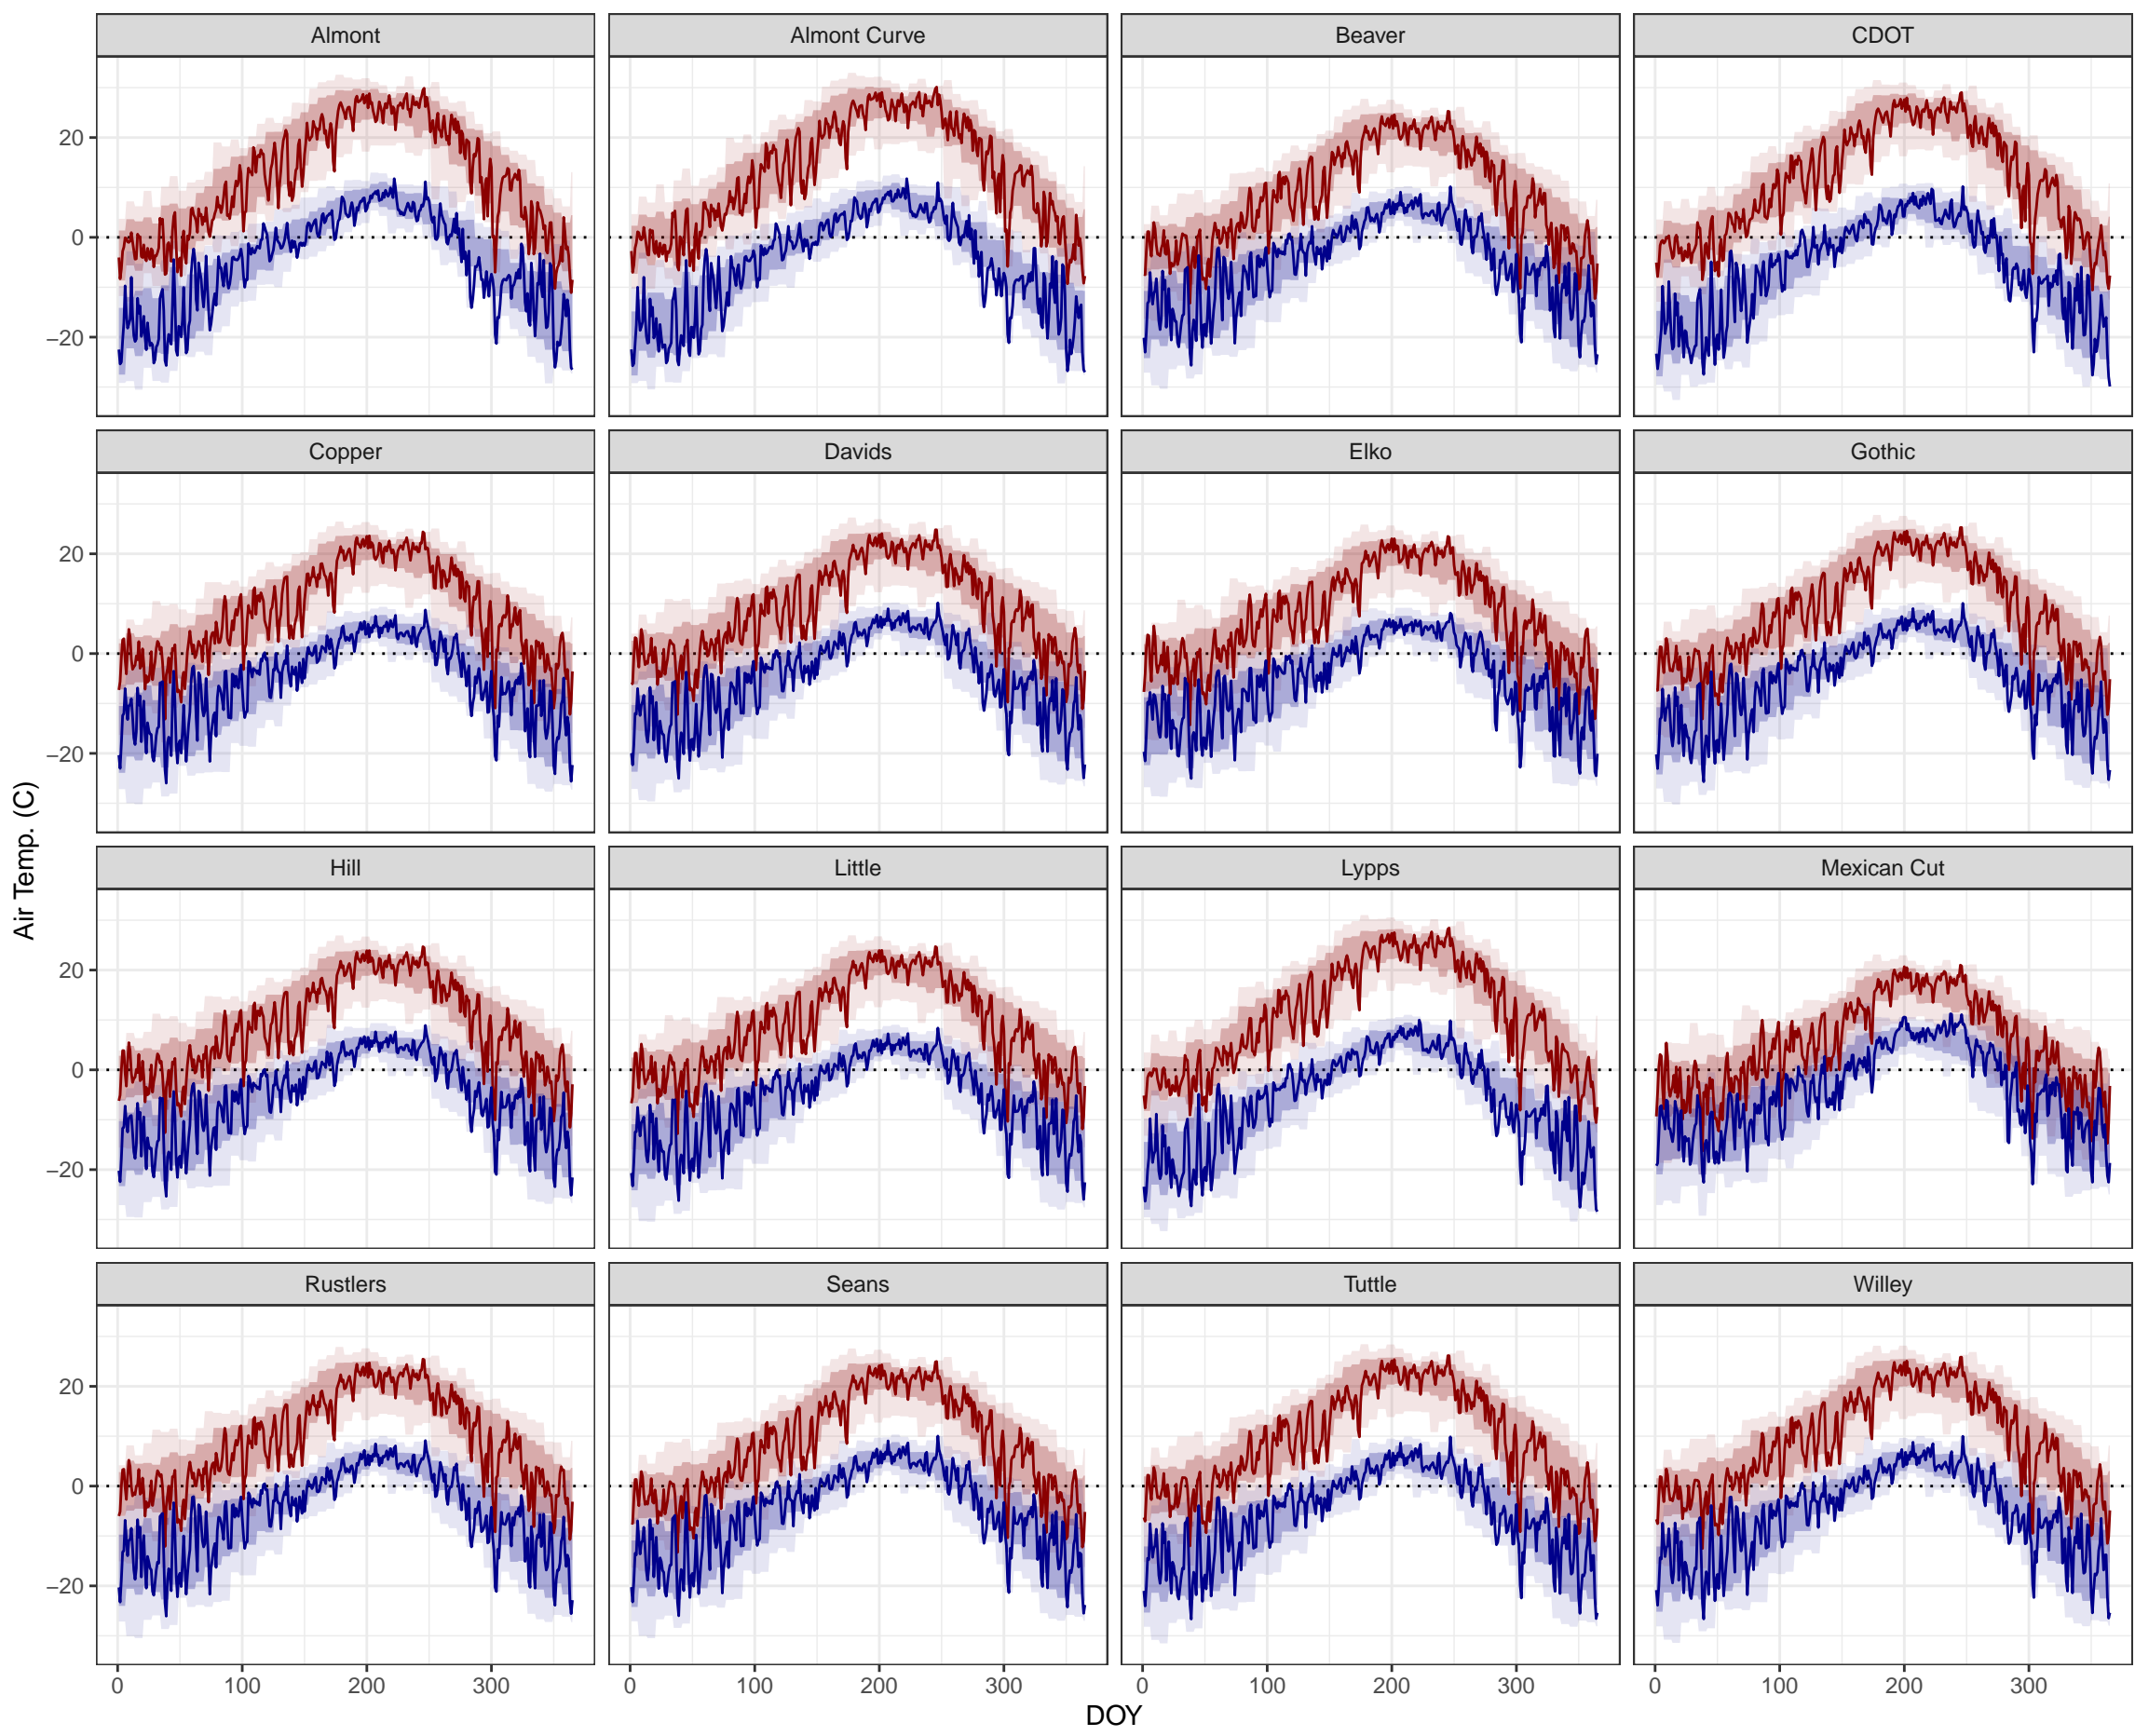 Almont Almont Curve Beaver CDOT
20
0
−20
Copper Davids Elko Gothic
20
0
−20
Air Temp. (C)
Hill Little Lypps Mexican Cut
20
0
−20
Rustlers Seans Tuttle Willey
20
0
−20
0 100 200 300 0 100 200 300 0 100 200 300 0 100 200 300
DOY